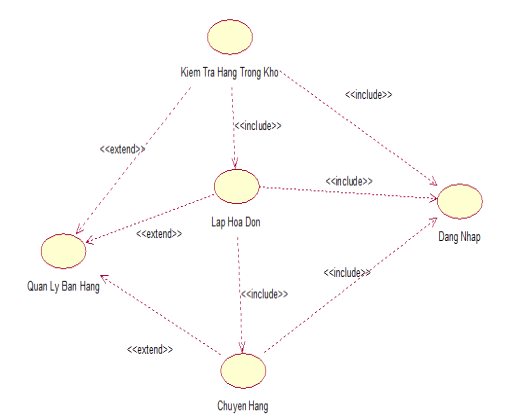 Kiem Tra Hang Trong Kho
<<include>>
<<include>>
<<extend>>
<<include>>
Lap Hoa Don
<<extend>>
Dang Nhap
<<include>>
Quan Ly Ban Hang
<<include>>
<<extend>>
Chuyen Hang